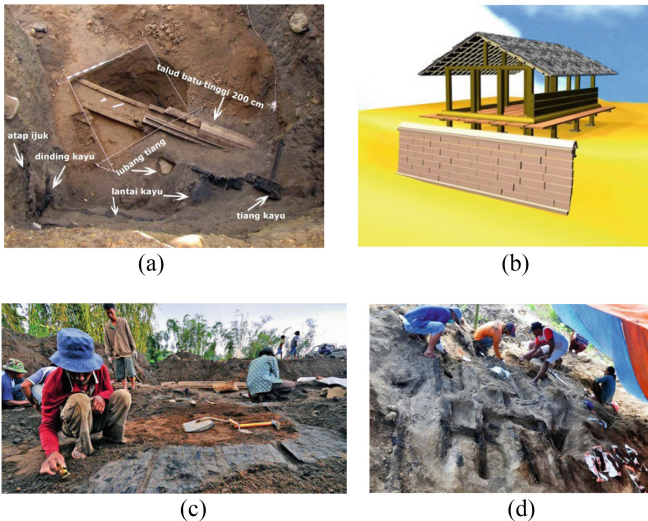 talud batu tinggi 200 cm
atap ijuk
dinding kayu
lubang tiang
lantai kayu
tiang kayu
(a)
(b)
(c)
(d)